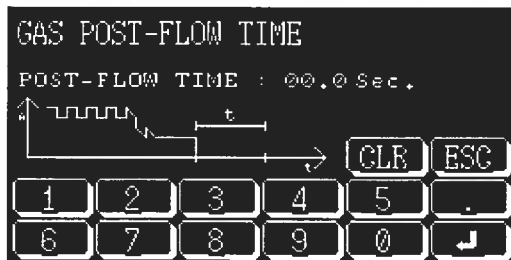 GAS POST-FLOW TIME
POST-FLOW TIME : 00.0 Sec.
A t
t
CLR ESC
1 2 3 4 5 .
6 7 8 9 0 ↵